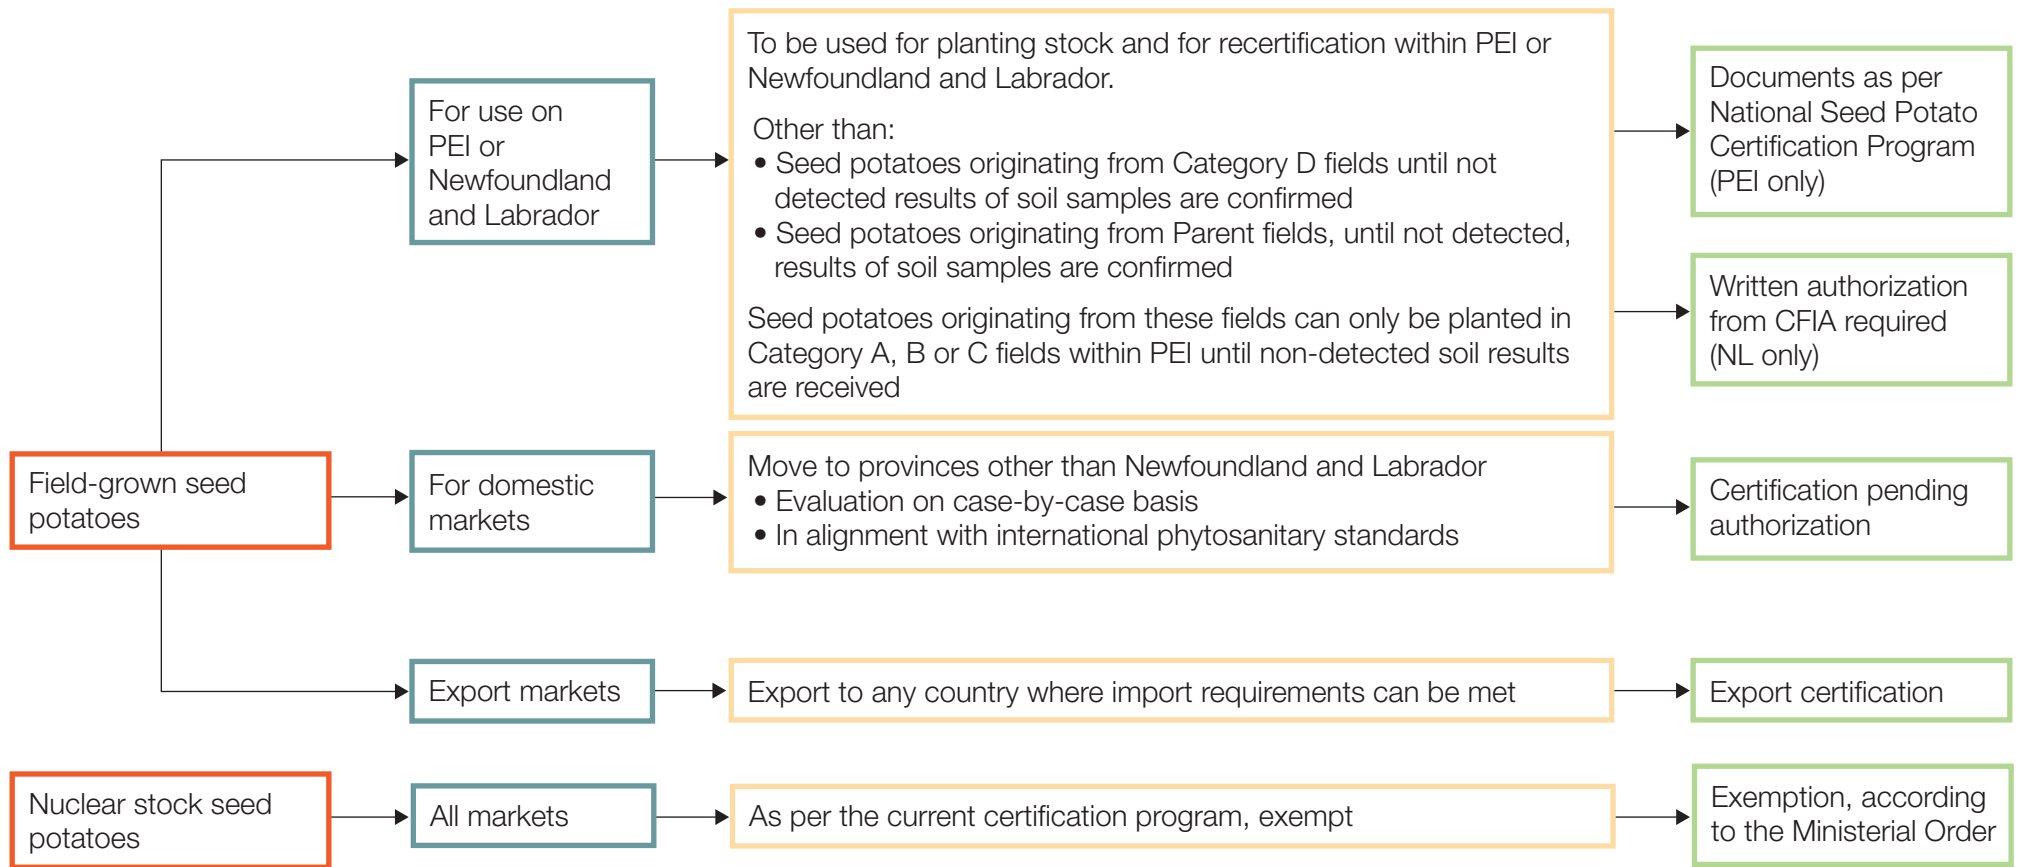 Field-grown seed
potatoes
For use on
PEI or
Newfoundland
and Labrador
To be used for planting stock and for recertification within PEI or
Newfoundland and Labrador.
Other than:
• Seed potatoes originating from Category D fields until not
detected results of soil samples are confirmed
• Seed potatoes originating from Parent fields, until not detected,
results of soil samples are confirmed
Seed potatoes originating from these fields can only be planted in
Category A, B or C fields within PEI until non-detected soil results
are received
Documents as per
National Seed Potato
Certification Program
(PEI only)
Written authorization
from CFIA required
(NL only)
For domestic
markets
Move to provinces other than Newfoundland and Labrador
• Evaluation on case-by-case basis
• In alignment with international phytosanitary standards
Certification pending
authorization
Export markets
Export to any country where import requirements can be met
Export certification
Nuclear stock seed
potatoes
All markets
As per the current certification program, exempt
Exemption, according
to the Ministerial Order